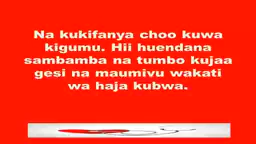 Na kukifanya choo kuwa
kigumu. Hii huendana
sambamba na tumbo kujaa
gesi na maumivu wakati
wa haja kubwa.